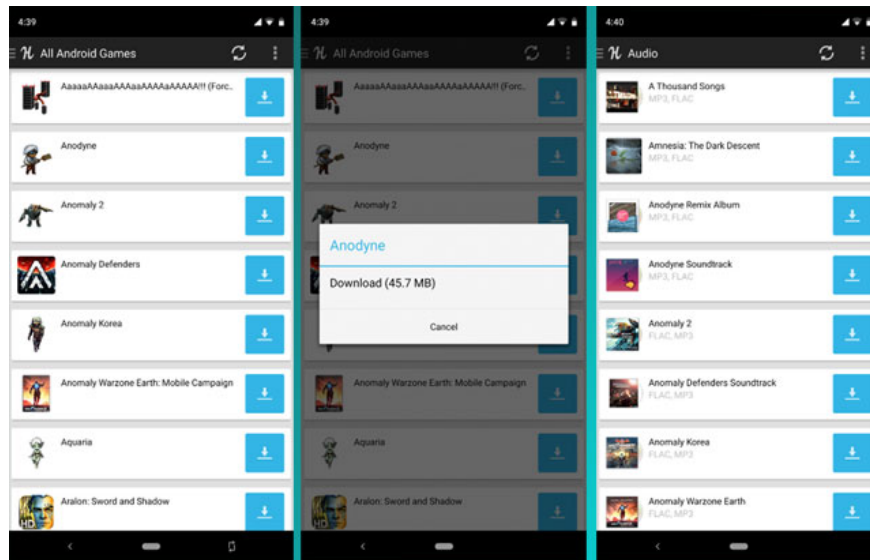 4:39
All Android Games
AaaaaAAaaaAAAaaAAAAaAAAAA!!! (Forc..
Anodyne
Anomaly 2
Anomaly Defenders
Anomaly Korea
Anomaly Warzone Earth: Mobile Campaign
Aquaria
Aralon: Sword and Shadow
HD
4:39
All Android Games
AaaaaAAaaaAAAaaAAAAaAAAAA!!! (Forc..
Anodyne
Anomaly 2
Anodyne
Download (45.7 MB)
Cancel
Anomaly Warzone Earth: Mobile Campaign
Aquaria
Aralon: Sword and Shadow
HD
4:40
Audio
A Thousand Songs
MP3, FLAC
Amnesia: The Dark Descent
MP3, FLAC
Anodyne Remix Album
MP3, FLAC
Anodyne Soundtrack
MP3, FLAC
Anomaly 2
FLAC, MP3
Anomaly Defenders Soundtrack
FLAC, MP3
Anomaly Korea
FLAC, MP3
Anomaly Warzone Earth
FLAC, MP3